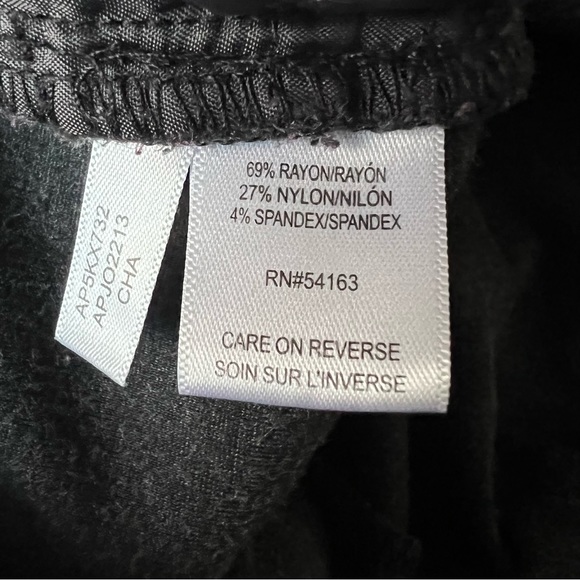 AP5KX732
APJO2213
CHA
69% RAYON/RAYÓN
27% NYLON/NILÓN
4% SPANDEX/SPANDEX
RN#54163
CARE ON REVERSE
SOIN SUR L'INVERSE